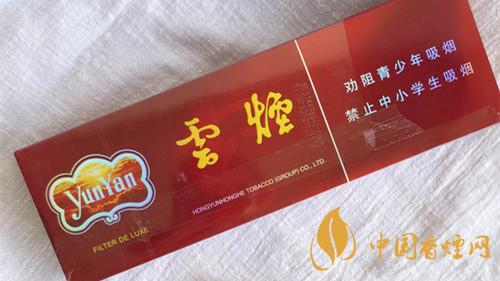 劝阻青少年吸烟
禁止中小学生吸烟
雲煙
YunYan
HONGYUNHONGHE TOBACCO (GROUP) CO., LTD.
FILTER DE LUXE
中国香烟网